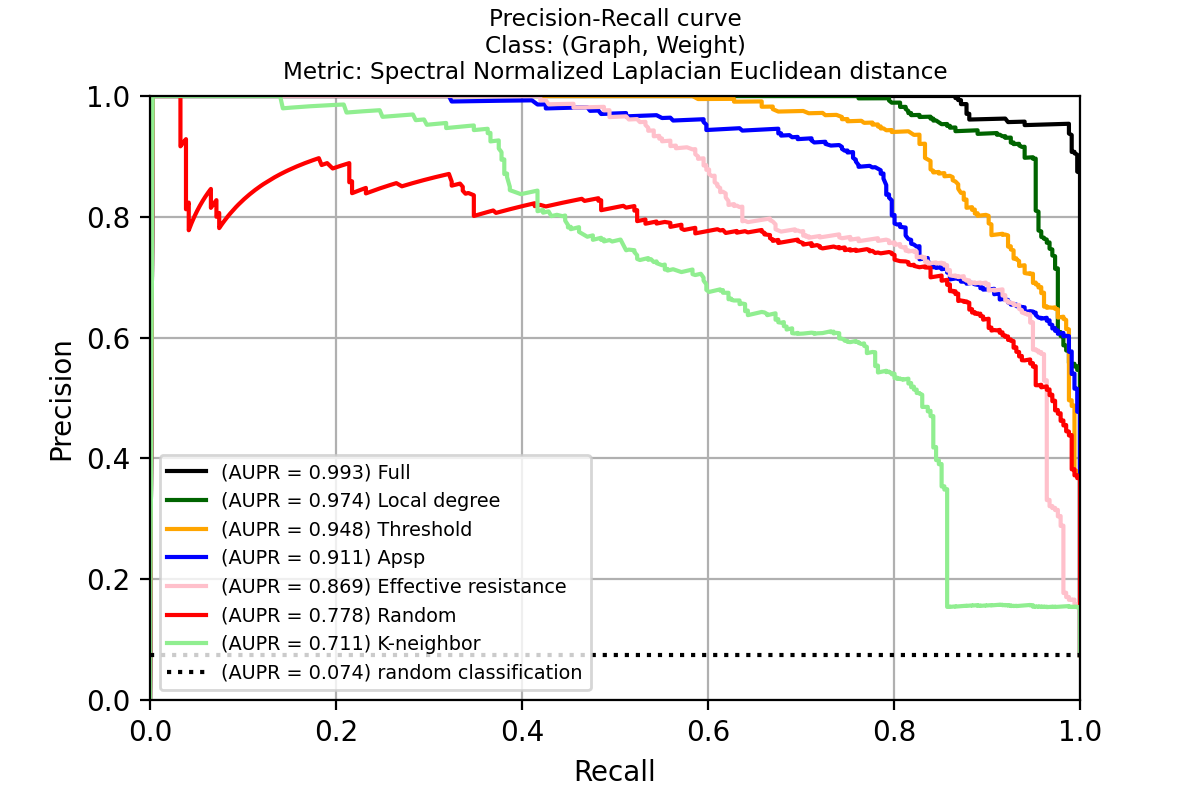 Precision-Recall curve
Class: (Graph, Weight)
Metric: Spectral Normalized Laplacian Euclidean distance
1.0
0.8
0.6
0.4
0.2
0.0
Precision
(AUPR = 0.993) Full
(AUPR = 0.974) Local degree
(AUPR = 0.948) Threshold
(AUPR = 0.911) Apsp
(AUPR = 0.869) Effective resistance
(AUPR = 0.778) Random
(AUPR = 0.711) K-neighbor
(AUPR = 0.074) random classification
0.0 0.2 0.4 0.6 0.8 1.0
Recall